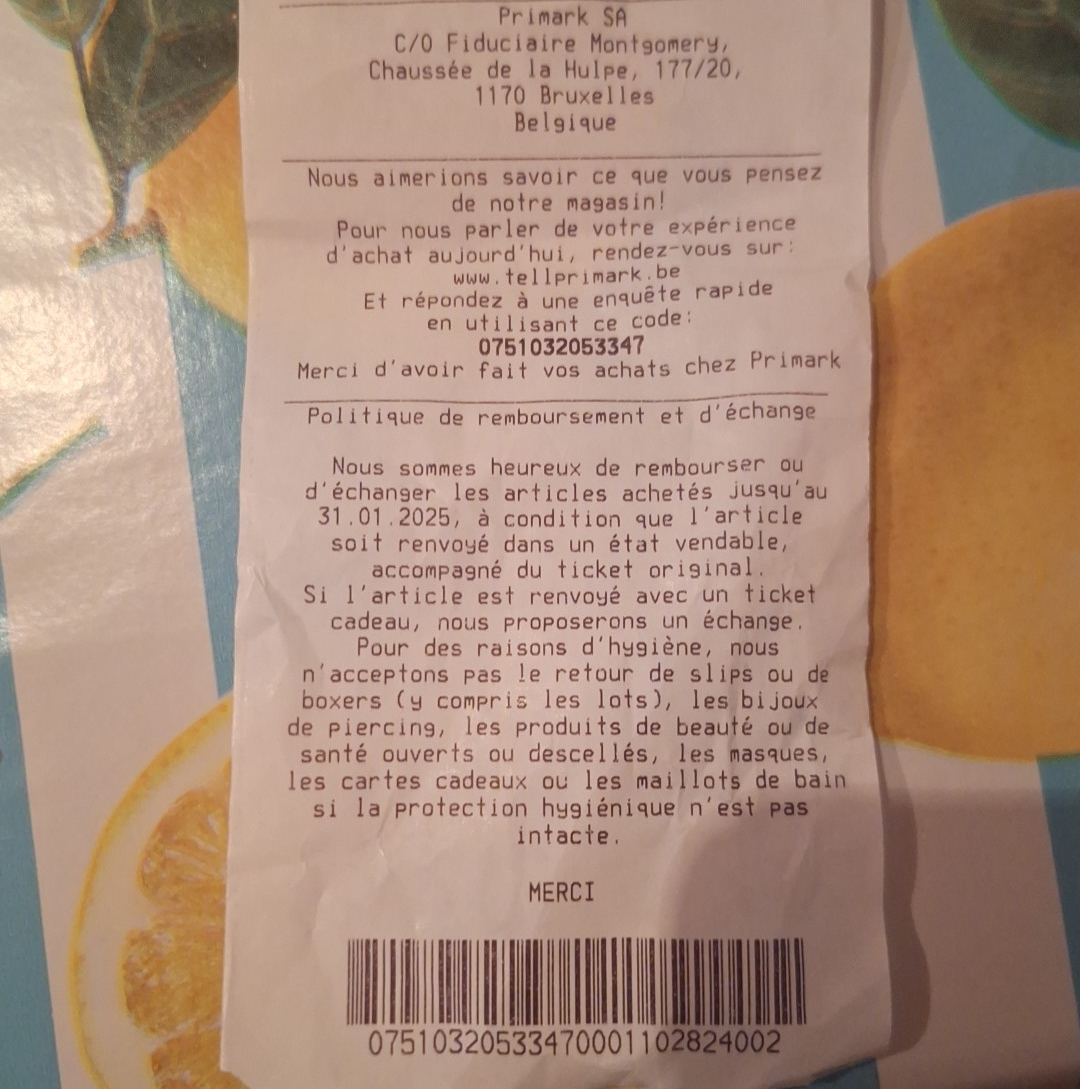 Primark SA
C/O Fiduciaire Montgomery,
Chaussée de la Hulpe, 177/20,
1170 Bruxelles
Belgique
Nous aimerions savoir ce que vous pensez
de notre magasin!
Pour nous parler de votre expérience
d'achat aujourd'hui, rendez-vous sur:
www.tellprimark.be
Et répondez à une enquête rapide
en utilisant ce code:
0751032053347
Merci d'avoir fait vos achats chez Primark
Politique de remboursement et d'échange
Nous sommes heureux de rembourser ou
d'échanger les articles achetés jusqu'au
31.01.2025, à condition que l'article
soit renvoyé dans un état vendable,
accompagné du ticket original.
Si l'article est renvoyé avec un ticket
cadeau, nous proposerons un échange.
Pour des raisons d'hygiène, nous
n'acceptons pas le retour de slips ou de
boxers (y compris les lots), les bijoux
de piercing, les produits de beauté ou de
santé ouverts ou descellés, les masques,
les cartes cadeaux ou les maillots de bain
si la protection hygiénique n'est pas
intacte.
MERCI
07510320533470001102824002